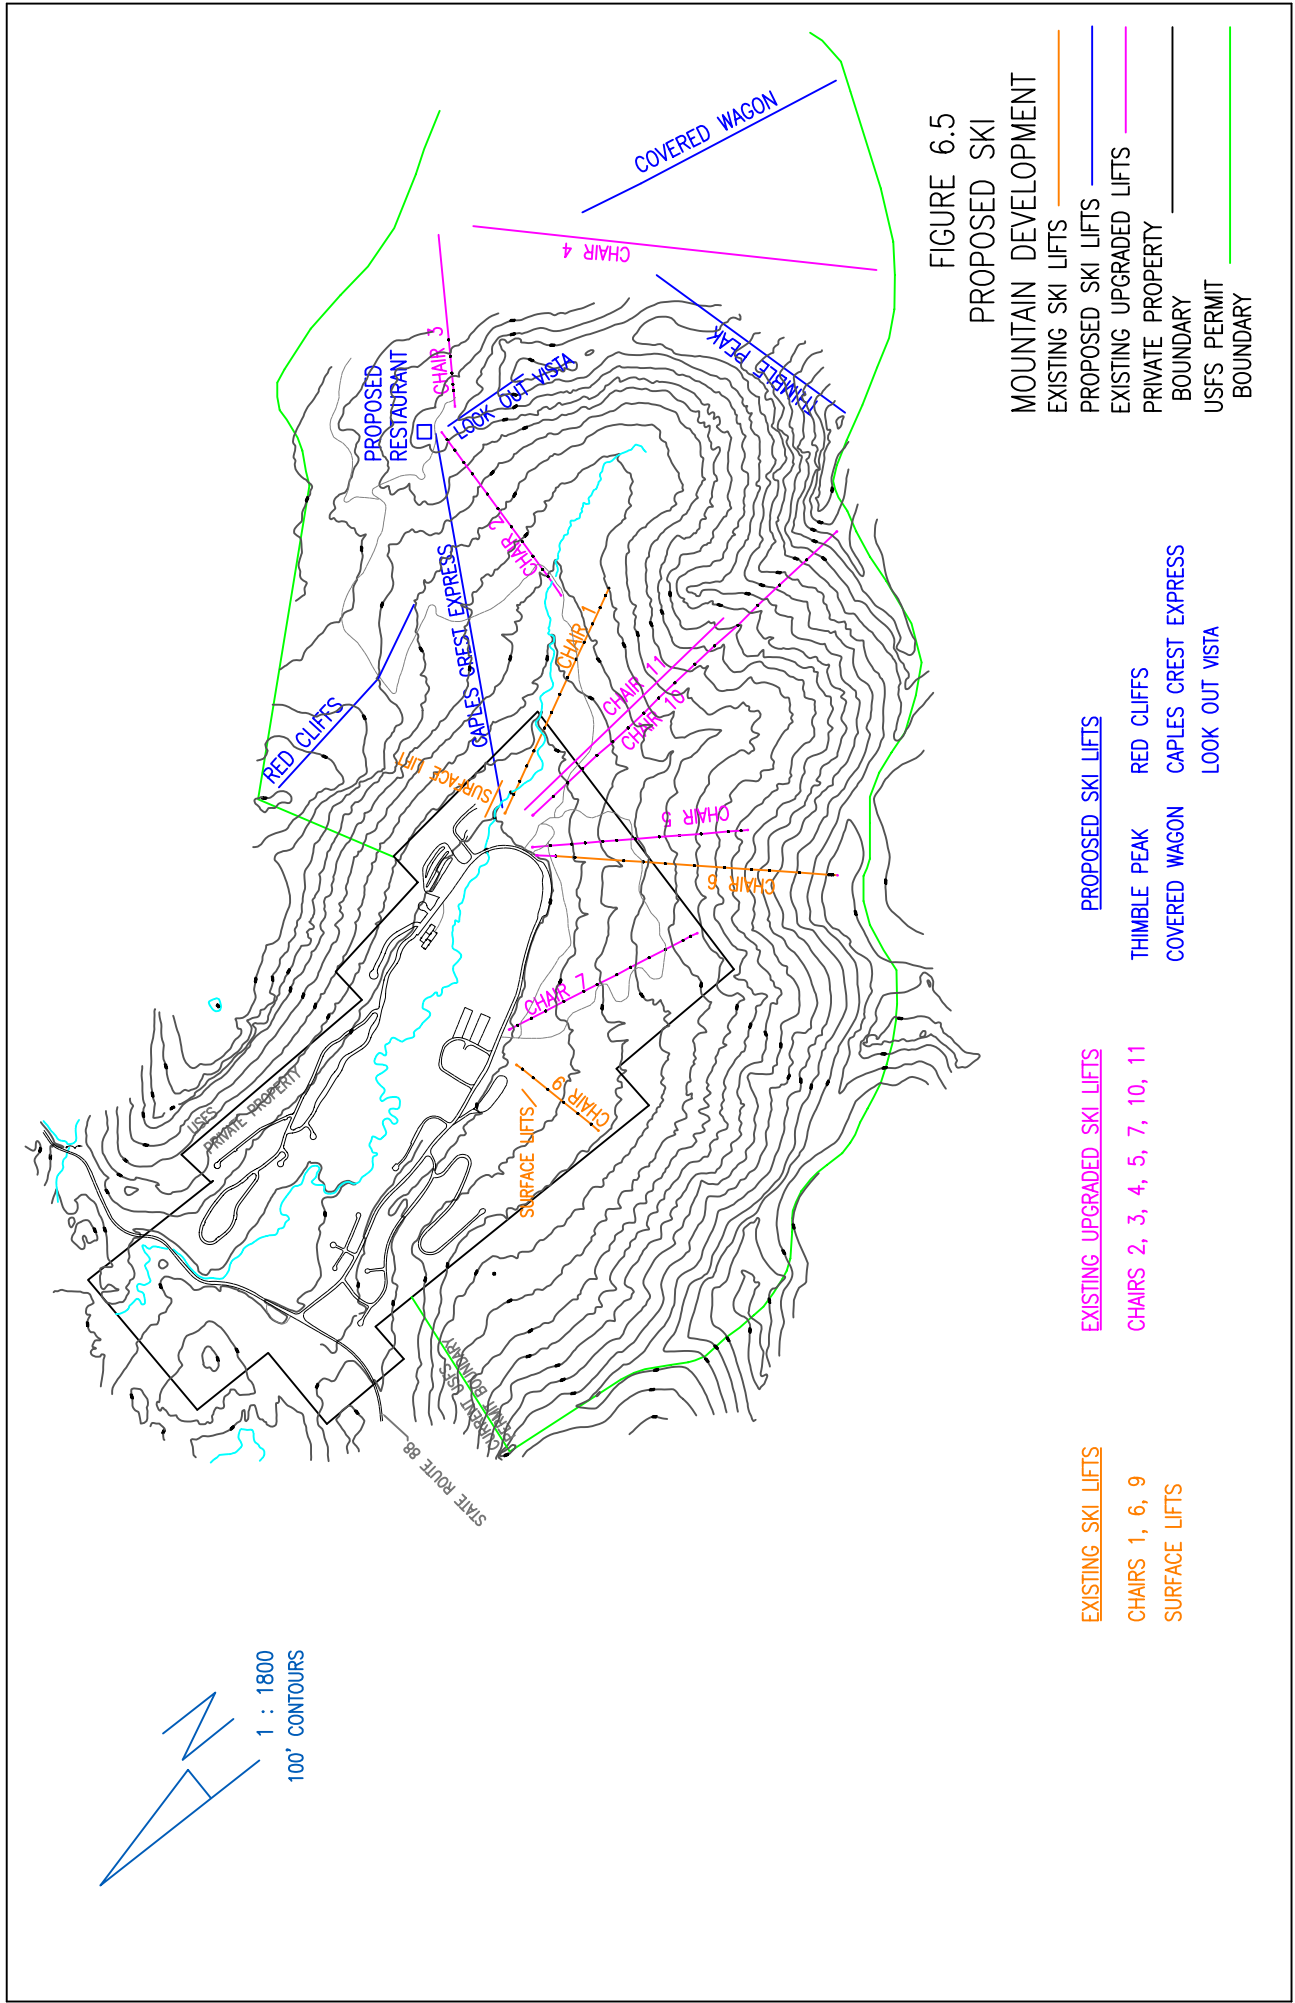 FIGURE 6.5
PROPOSED SKI
MOUNTAIN DEVELOPMENT
EXISTING SKI LIFTS
PROPOSED SKI LIFTS
EXISTING UPGRADED LIFTS
PRIVATE PROPERTY
BOUNDARY
USFS PERMIT
BOUNDARY
COVERED WAGON
CHAIR 4
CHAIR 3
PROPOSED
RESTAURANT
LOOK OUT VISTA
THIMBLE PEAK
CHAIR 2
CAPLES CREST EXPRESS
RED CLIFFS
SURFACE LIFT
CHAIR 1
CHAIR 11
CHAIR 10
CHAIR 5
CHAIR 6
CHAIR 7
CHAIR 9
SURFACE LIFTS
USFS
PRIVATE PROPERTY
CURRENT USFS
PERMIT BOUNDARY
STATE ROUTE 88
1 : 1800
100' CONTOURS
EXISTING SKI LIFTS
CHAIRS 1, 6, 9
SURFACE LIFTS
EXISTING UPGRADED SKI LIFTS
CHAIRS 2, 3, 4, 5, 7, 10, 11
PROPOSED SKI LIFTS
THIMBLE PEAK RED CLIFFS
COVERED WAGON CAPLES CREST EXPRESS
LOOK OUT VISTA
N